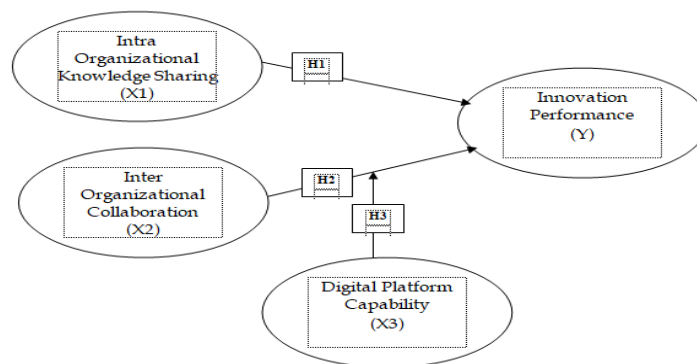 Intra
Organizational
Knowledge Sharing
(X1)
H1
Innovation
Performance
(Y)
Inter
Organizational
Collaboration
(X2)
H2
H3
Digital Platform
Capability
(X3)